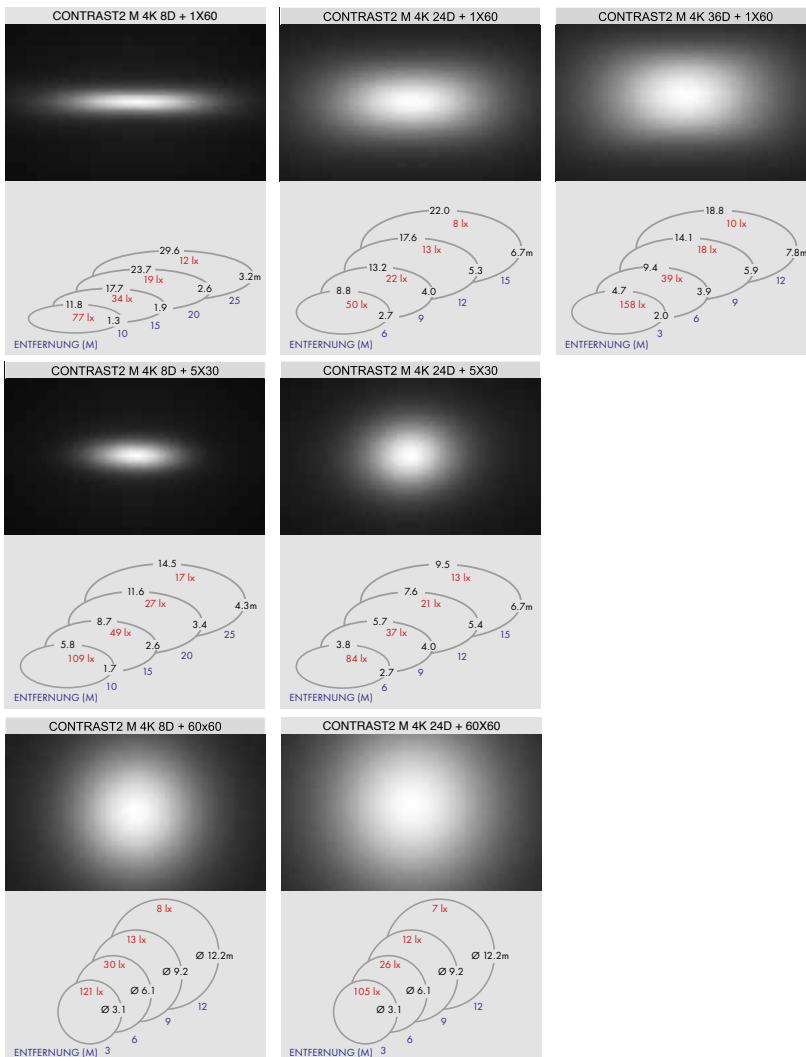 CONTRAST2 M 4K 8D + 1X60
29.6
12 lx
23.7
3.2m
19 lx
17.7
2.6
34 lx
25
11.8
1.9
77 lx
20
1.3
15
10
ENTFERNUNG (M)
CONTRAST2 M 4K 24D + 1X60
22.0
8 lx
17.6
13 lx
6.7m
13.2
5.3
22 lx
15
8.8
4.0
12
50 lx
2.7
9
6
ENTFERNUNG (M)
CONTRAST2 M 4K 36D + 1X60
18.8
10 lx
14.1
18 lx
7.8m
9.4
5.9
39 lx
12
4.7
3.9
9
158 lx
2.0
6
3
ENTFERNUNG (M)
CONTRAST2 M 4K 8D + 5X30
14.5
17 lx
11.6
27 lx
4.3m
8.7
3.4
49 lx
25
5.8
2.6
20
109 lx
1.7
15
10
ENTFERNUNG (M)
CONTRAST2 M 4K 24D + 5X30
9.5
13 lx
7.6
21 lx
6.7m
5.7
5.4
37 lx
15
3.8
4.0
12
84 lx
2.7
9
6
ENTFERNUNG (M)
CONTRAST2 M 4K 8D + 60x60
8 lx
13 lx
Ø 12.2m
30 lx
Ø 9.2
121 lx
Ø 6.1
12
Ø 3.1
9
6
ENTFERNUNG (M) 3
CONTRAST2 M 4K 24D + 60X60
7 lx
12 lx
Ø 12.2m
26 lx
Ø 9.2
105 lx
Ø 6.1
12
Ø 3.1
9
6
ENTFERNUNG (M) 3